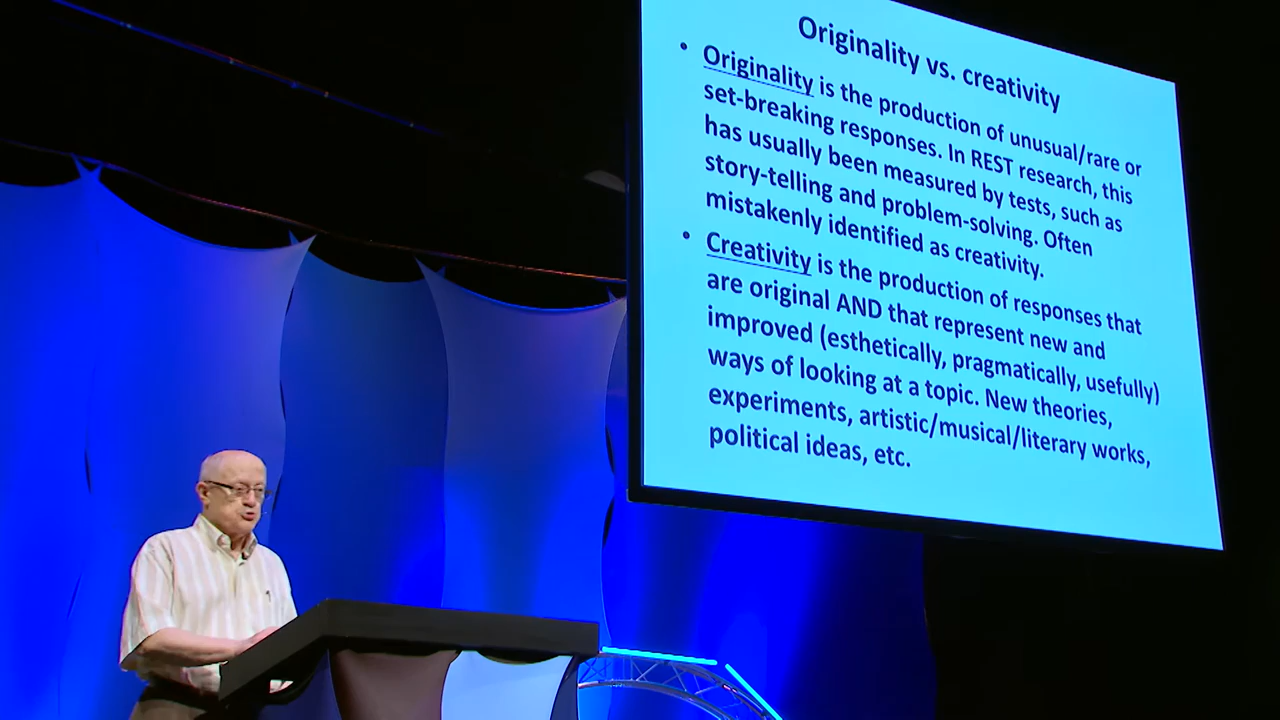 Originality vs. creativity
• Originality is the production of unusual/rare or
set-breaking responses. In REST research, this
has usually been measured by tests, such as
story-telling and problem-solving. Often
mistakenly identified as creativity.
• Creativity is the production of responses that
are original AND that represent new and
improved (esthetically, pragmatically, usefully)
ways of looking at a topic. New theories,
experiments, artistic/musical/literary works,
political ideas, etc.